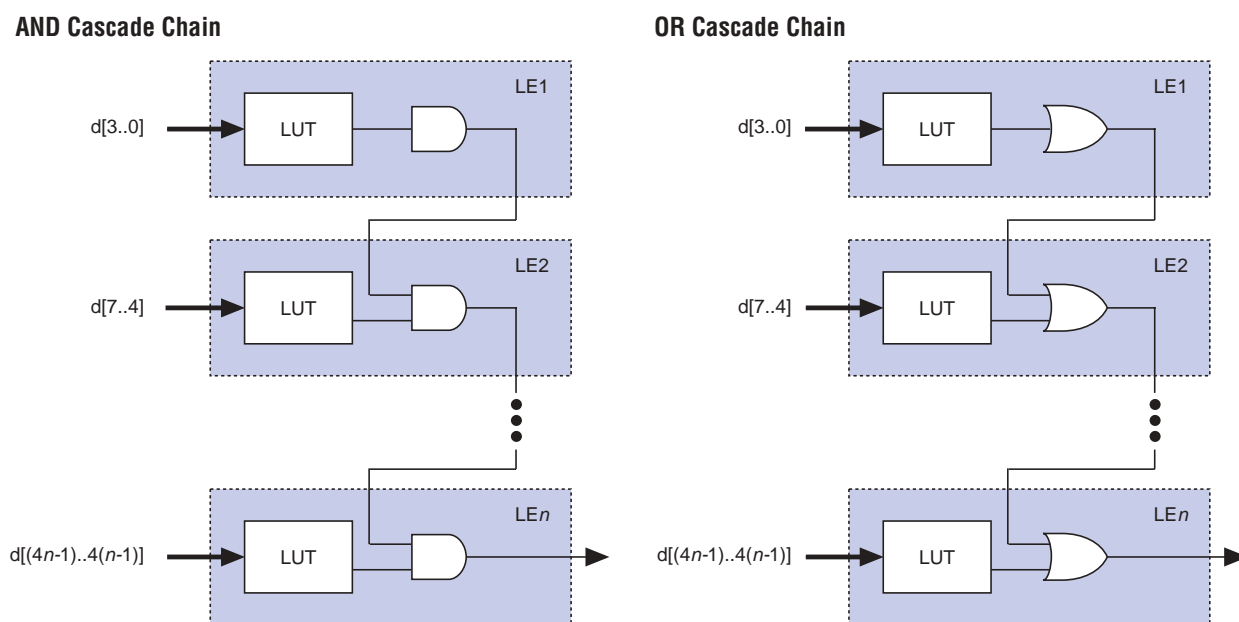 AND Cascade Chain
LE1
d[3..0]
LUT
LE2
d[7..4]
LUT
LEn
d[(4n-1)..4(n-1)]
LUT
OR Cascade Chain
LE1
d[3..0]
LUT
LE2
d[7..4]
LUT
LEn
d[(4n-1)..4(n-1)]
LUT